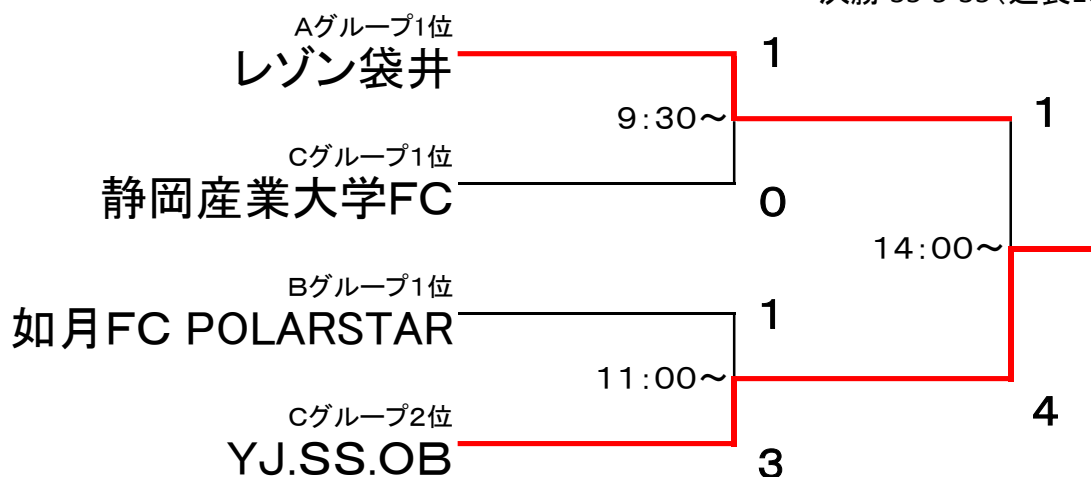 Aグループ1位
レゾン袋井
1
9:30～
1
Cグループ1位
静岡産業大学FC
0
14:00～
Bグループ1位
如月FC POLARSTAR
1
11:00～
Cグループ2位
YJ.SS.OB
3
4